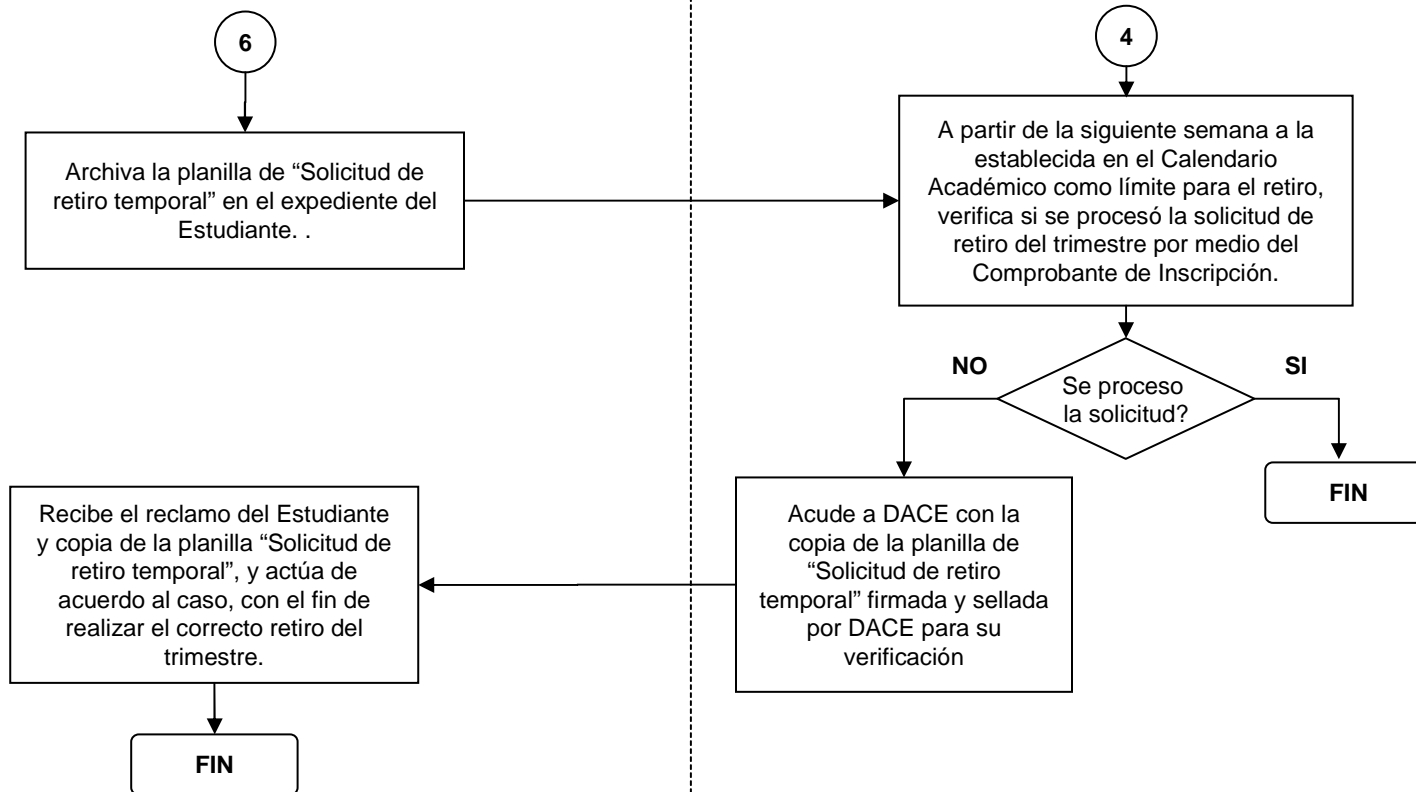 6
Archiva la planilla de “Solicitud de
retiro temporal” en el expediente del
Estudiante. .
4
A partir de la siguiente semana a la
establecida en el Calendario
Académico como límite para el retiro,
verifica si se procesó la solicitud de
retiro del trimestre por medio del
Comprobante de Inscripción.
NO
SI
Se proceso
la solicitud?
FIN
Acude a DACE con la
copia de la planilla de
“Solicitud de retiro
temporal” firmada y sellada
por DACE para su
verificación
Recibe el reclamo del Estudiante
y copia de la planilla “Solicitud de
retiro temporal”, y actúa de
acuerdo al caso, con el fin de
realizar el correcto retiro del
trimestre.
FIN